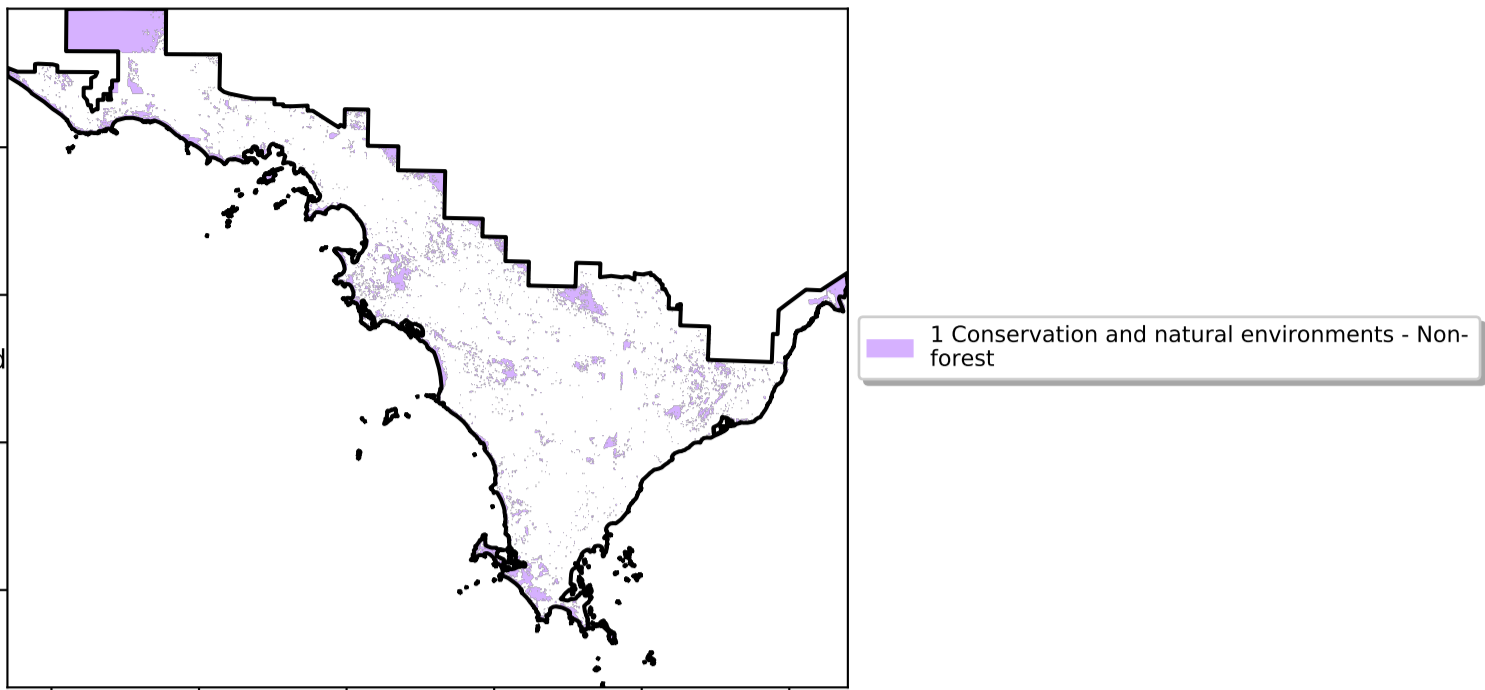 1 Conservation and natural environments - Non-
forest